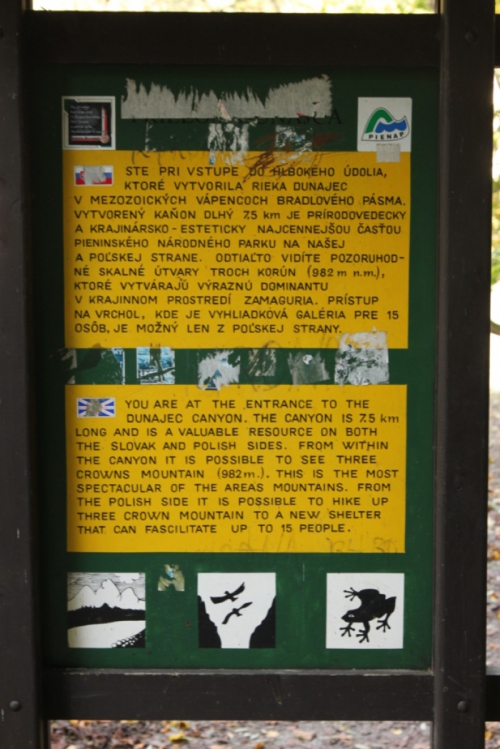 PIENAP
STE PRI VSTUPE DO HLBOKÉHO ÚDOLIA,
KTORÉ VYTVORILA RIEKA DUNAJEC
V MEZOZOICKÝCH VÁPENCOCH BRADLOVÉHO PÁSMA.
VYTVORENÝ KAŇON DLHÝ 7,5 km JE PRÍRODOVEDECKY
A KRAJINÁRSKO-ESTETICKY NAJCENNEJŠOU ČASŤOU
PIENINSKÉHO NÁRODNÉHO PARKU NA NAŠEJ
A POĽSKEJ STRANE. ODTIAĽTO VIDÍTE POZORUHOD-
NÉ SKALNÉ ÚTVARY TROCH KORÚN (982 m n.m.),
KTORÉ VYTVÁRAJÚ VÝRAZNÚ DOMINANTU
V KRAJINNOM PROSTREDÍ ZAMAGURIA. PRÍSTUP
NA VRCHOL, KDE JE VYHLIADKOVÁ GALÉRIA PRE 15
OSÔB, JE MOŽNÝ LEN Z POĽSKEJ STRANY.
YOU ARE AT THE ENTRANCE TO THE
DUNAJEC CANYON. THE CANYON IS 7.5 km
LONG AND IS A VALUABLE RESOURCE ON BOTH
THE SLOVAK AND POLISH SIDES. FROM WITHIN
THE CANYON IT IS POSSIBLE TO SEE THREE
CROWNS MOUNTAIN (982m.). THIS IS THE MOST
SPECTACULAR OF THE AREAS MOUNTAINS. FROM
THE POLISH SIDE IT IS POSSIBLE TO HIKE UP
THREE CROWN MOUNTAIN TO A NEW SHELTER
THAT CAN FASCILITATE UP TO 15 PEOPLE.